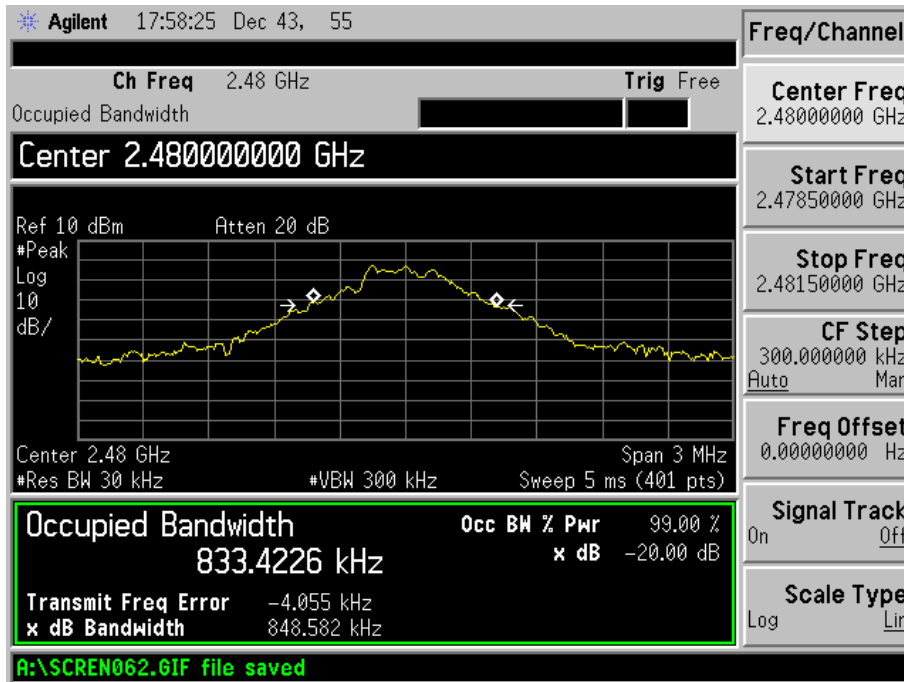 Agilent 17:58:25 Dec 43, 55
Freq/Channel
Ch Freq 2.48 GHz Trig Free
Occupied Bandwidth
Center 2.480000000 GHz
Ref 10 dBm Atten 20 dB
#Peak
Log
10
dB/
Center 2.48 GHz Span 3 MHz
#Res BW 30 kHz #VBW 300 kHz Sweep 5 ms (401 pts)
Occupied Bandwidth Occ BW % Pwr 99.00 %
833.4226 kHz x dB -20.00 dB
Transmit Freq Error -4.055 kHz
x dB Bandwidth 848.582 kHz
A:\SCREN062.GIF file saved
Center Freq
2.48000000 GHz
Start Freq
2.47850000 GHz
Stop Freq
2.48150000 GHz
CF Step
300.000000 kHz
Auto Man
Freq Offset
0.00000000 Hz
Signal Track
On Off
Scale Type
Log Lin